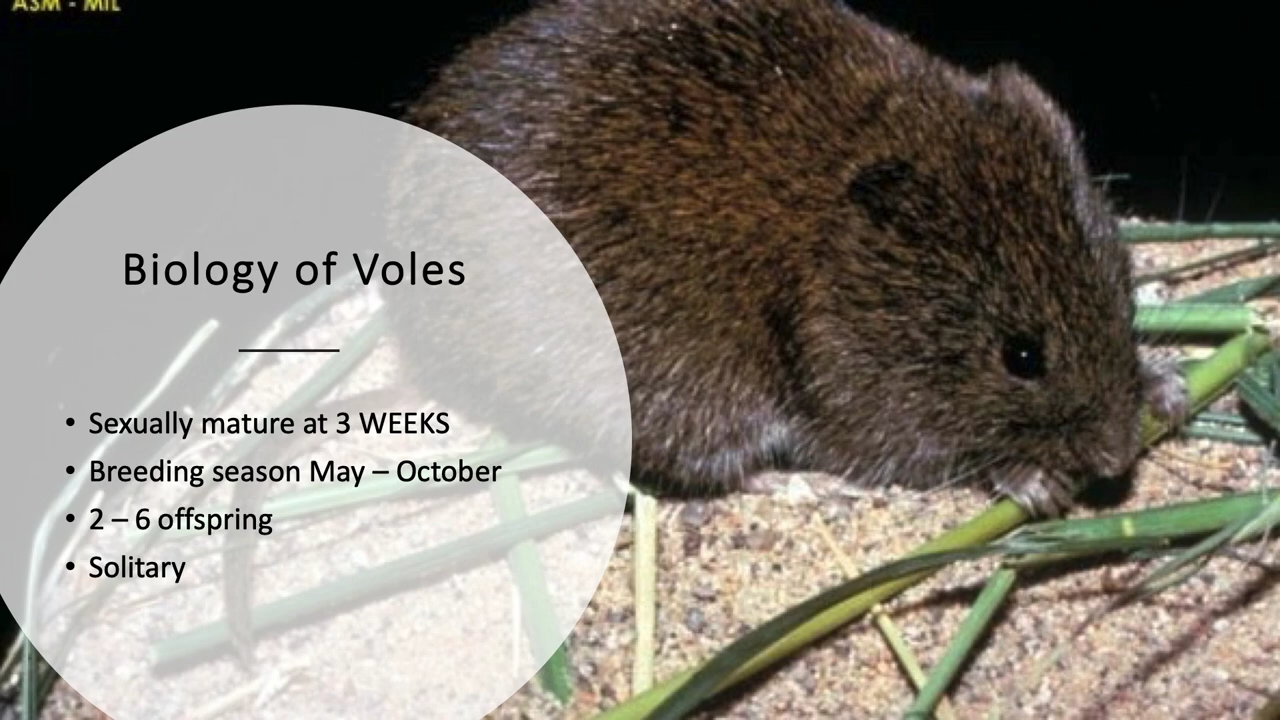 ASM - MIL
Biology of Voles
• Sexually mature at 3 WEEKS
• Breeding season May – October
• 2 – 6 offspring
• Solitary